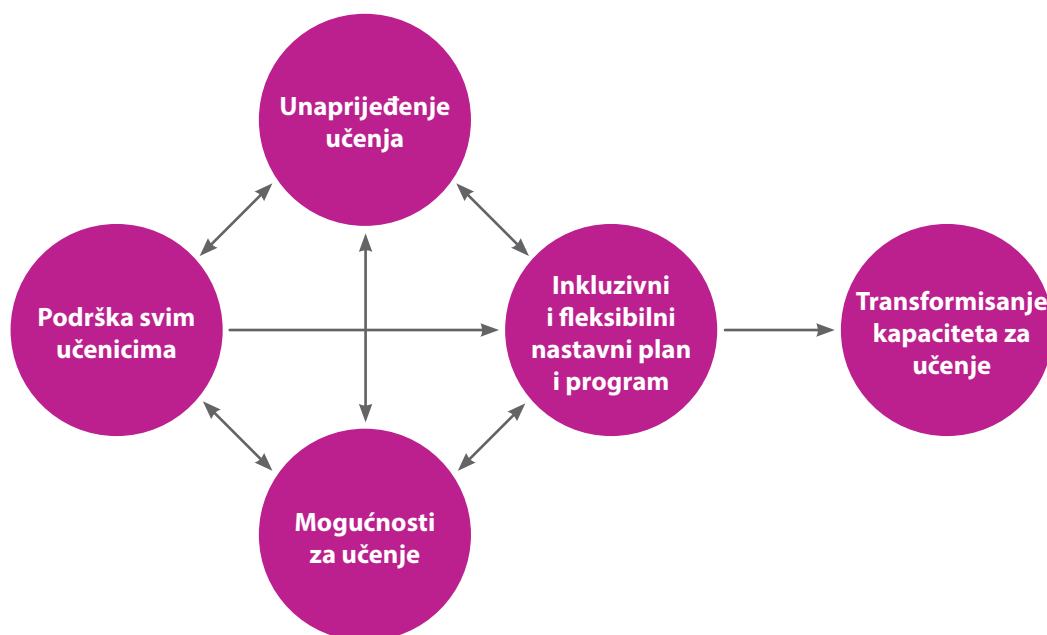 Unaprijeđenje
učenja
Podrška svim
učenicima
Inkluzivni
i fleksibilni
nastavni plan
i program
Transformisanje
kapaciteta za
učenje
Mogućnosti
za učenje